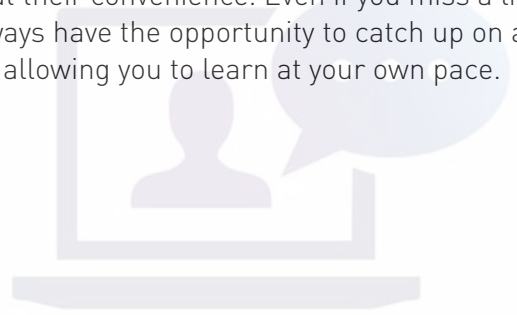 their convenience. Even if you miss a
ways have the opportunity to catch up on
allowing you to learn at your own pace.